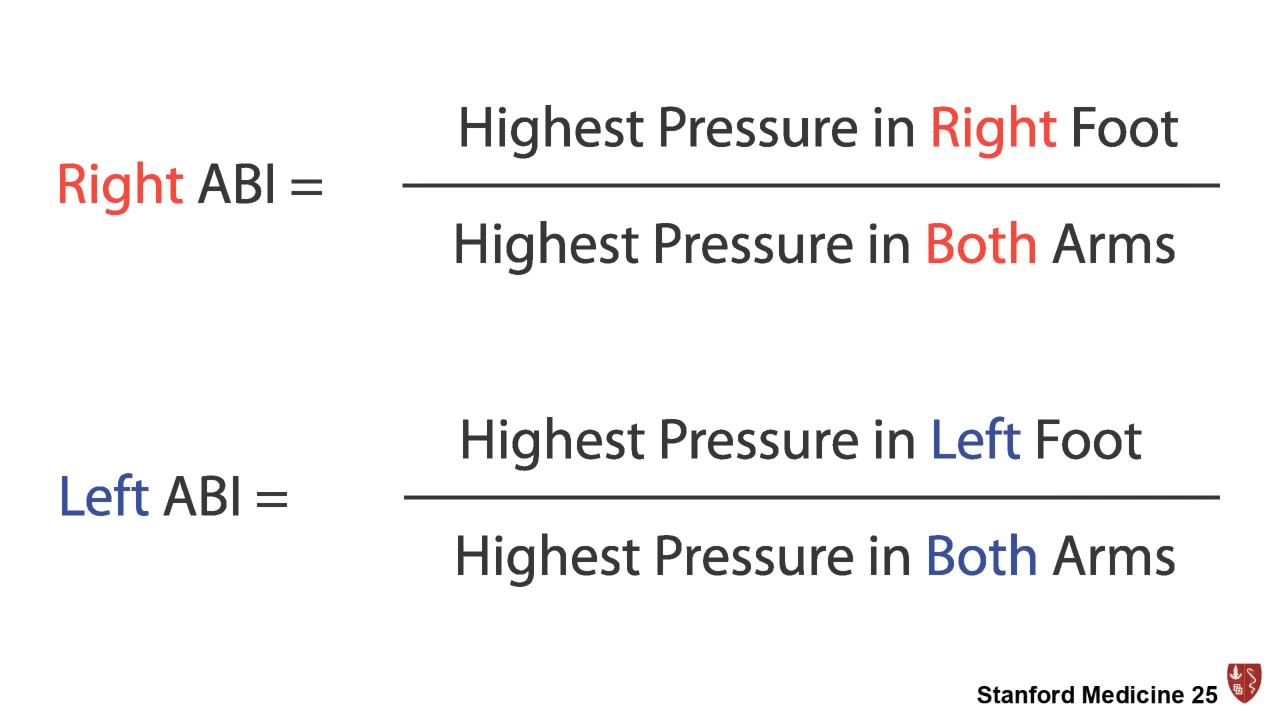 Highest Pressure in Right Foot
Right ABI =
Highest Pressure in Both Arms
Highest Pressure in Left Foot
Left ABI =
Highest Pressure in Both Arms
Stanford Medicine 25